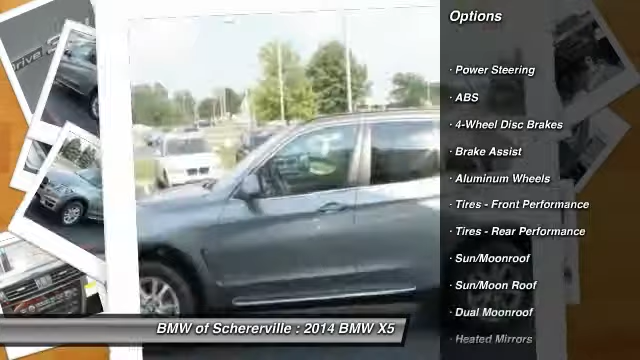 Options
· Power Steering
· ABS
· 4-Wheel Disc Brakes
· Brake Assist
· Aluminum Wheels
· Tires - Front Performance
· Tires - Rear Performance
· Sun/Moonroof
· Sun/Moon Roof
· Dual Moonroof
· Heated Mirrors
BMW of Schererville : 2014 BMW X5